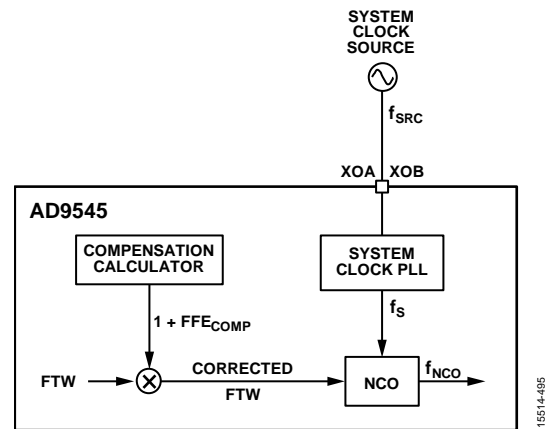 SYSTEM
CLOCK
SOURCE
fSRC
XOA XOB
AD9545
COMPENSATION
CALCULATOR
SYSTEM
CLOCK PLL
1 + FFECOMP
fS
FTW
CORRECTED
FTW
NCO
fNCO
15514-495